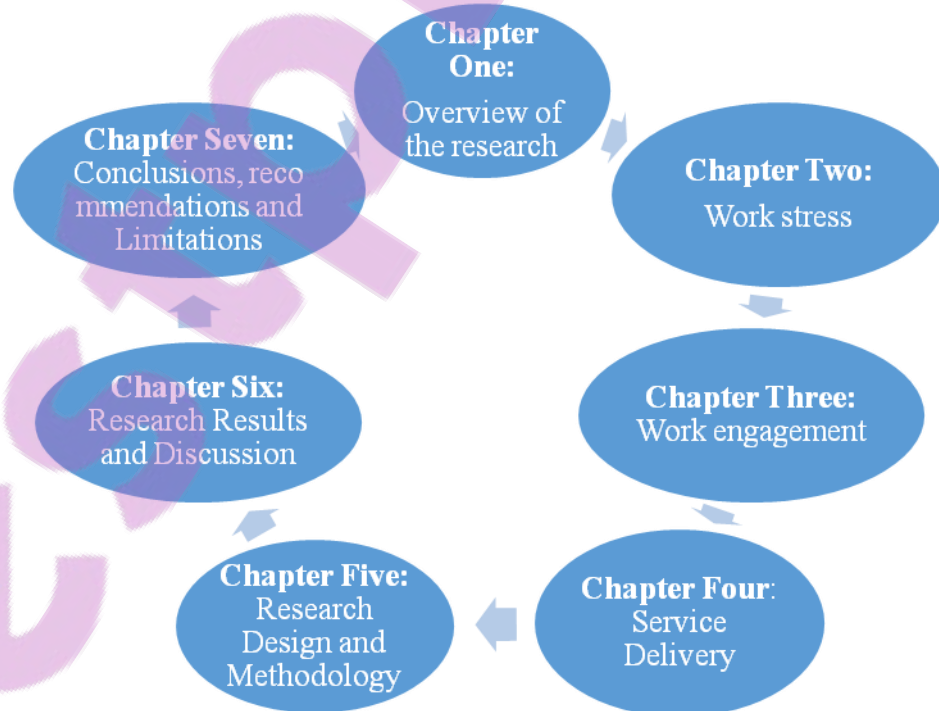 Chapter
One:
Overview of
the research
Chapter Two:
Work stress
Chapter Three:
Work engagement
Chapter Four:
Service
Delivery
Chapter Five:
Research
Design and
Methodology
Chapter Six:
Research Results
and Discussion
Chapter Seven:
Conclusions, reco
mmendations and
Limitations